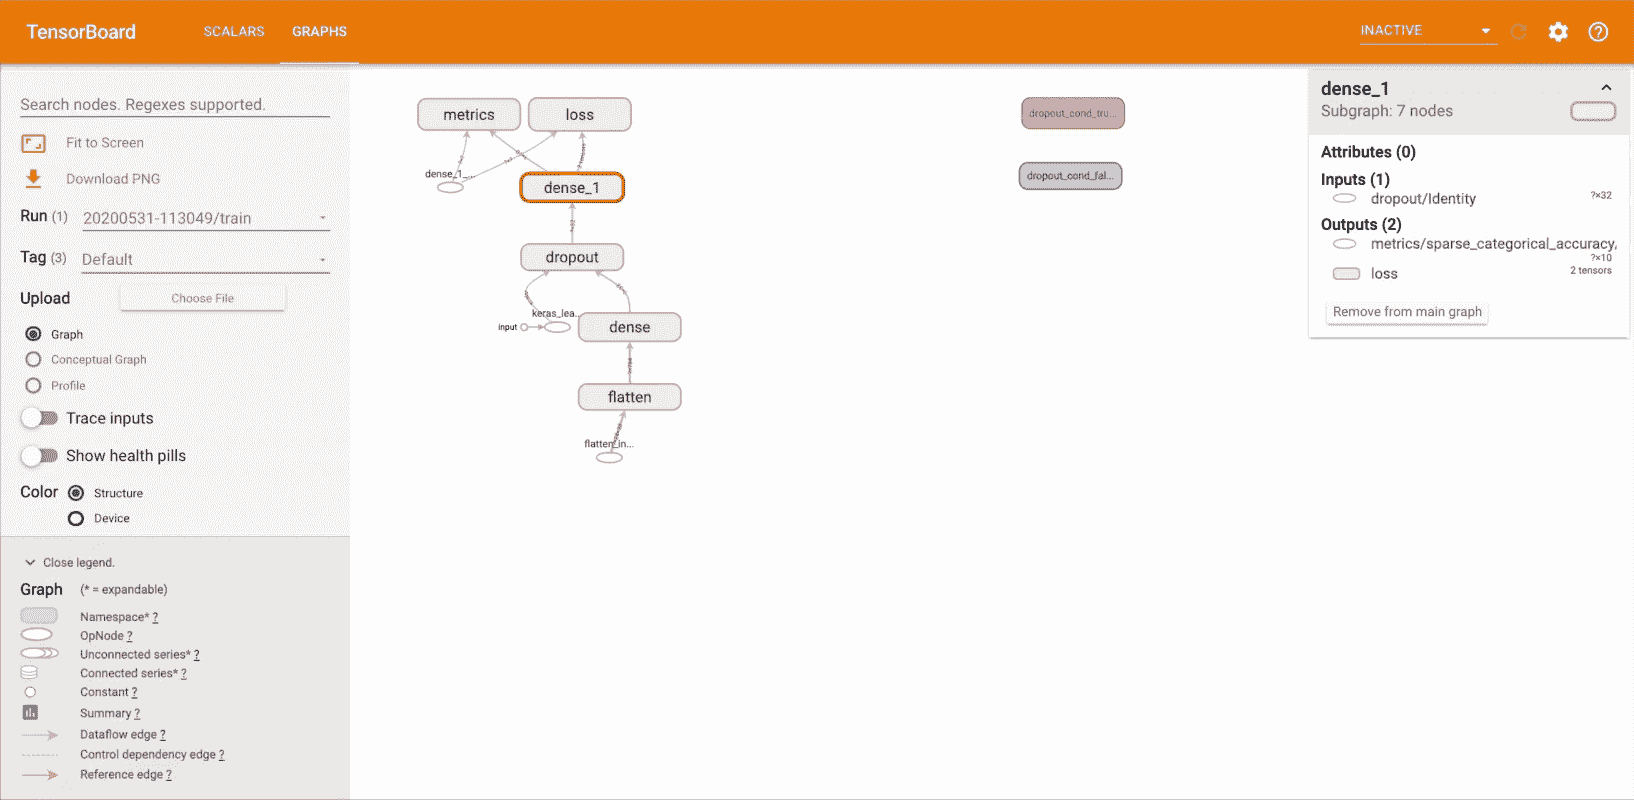 TensorBoard
SCALARS
GRAPHS
INACTIVE
Search nodes. Regexes supported.
Fit to Screen
Download PNG
Run (1)
20200531-113049/train
Tag (3)
Default
Upload
Choose File
Graph
Conceptual Graph
Profile
Trace inputs
Show health pills
Color
Structure
Device
Close legend.
Graph (* = expandable)
Namespace* ?
OpNode ?
Unconnected series* ?
Connected series* ?
Constant ?
Summary ?
Dataflow edge ?
Control dependency edge ?
Reference edge ?
metrics
loss
dense_1_...
2 tensors
dense_1
?×32
dropout
keras_lea...
input
dense
flatten
flatten_in...
dropout_cond_tru...
dropout_cond_fal...
dense_1
Subgraph: 7 nodes
Attributes (0)
Inputs (1)
dropout/Identity
?×32
Outputs (2)
metrics/sparse_categorical_accuracy,
?×10
loss
2 tensors
Remove from main graph